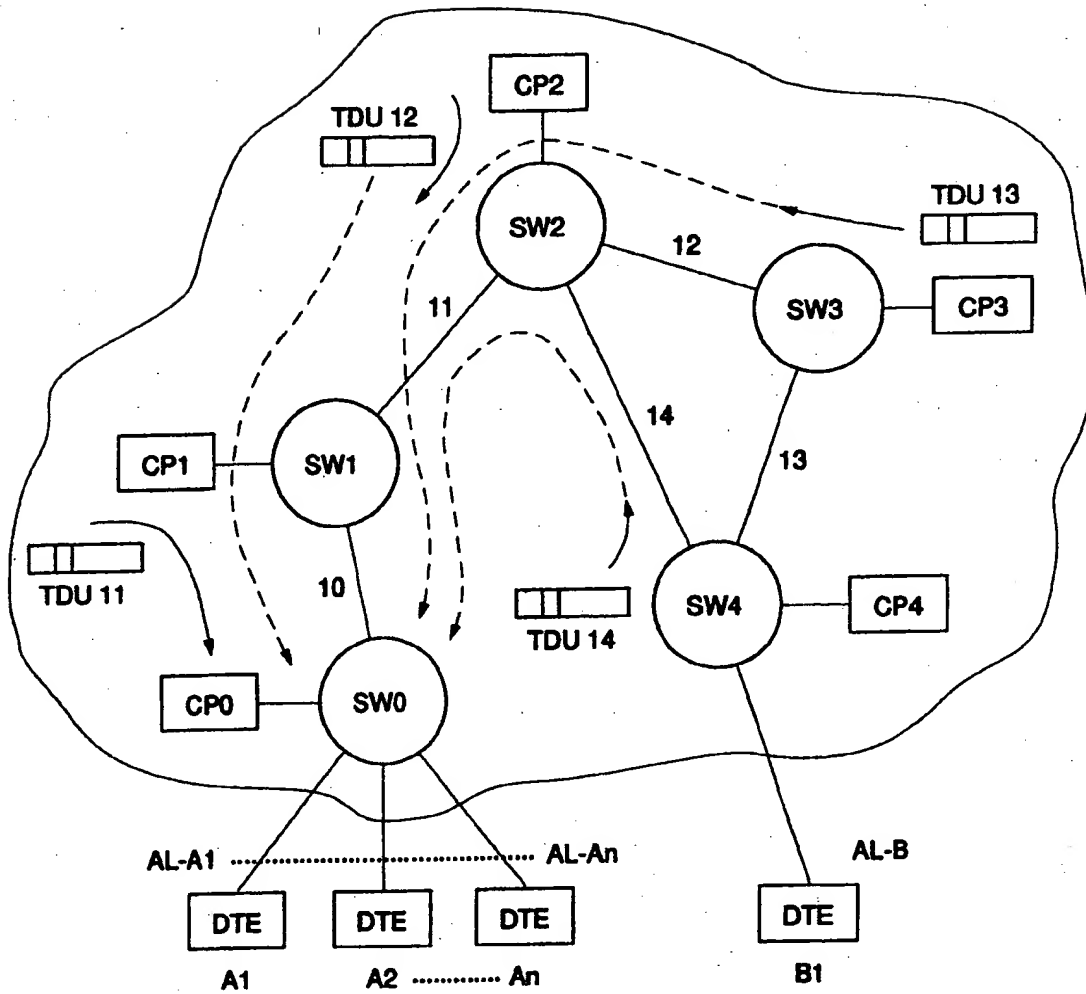 CP2
TDU 12
TDU 13
SW2
12
11
SW3
CP3
14
13
CP1
SW1
TDU 11
10
TDU 14
SW4
CP4
CP0
SW0
AL-A1 .......... AL-An
AL-B
DTE
DTE
DTE
DTE
A1
A2 .......... An
B1